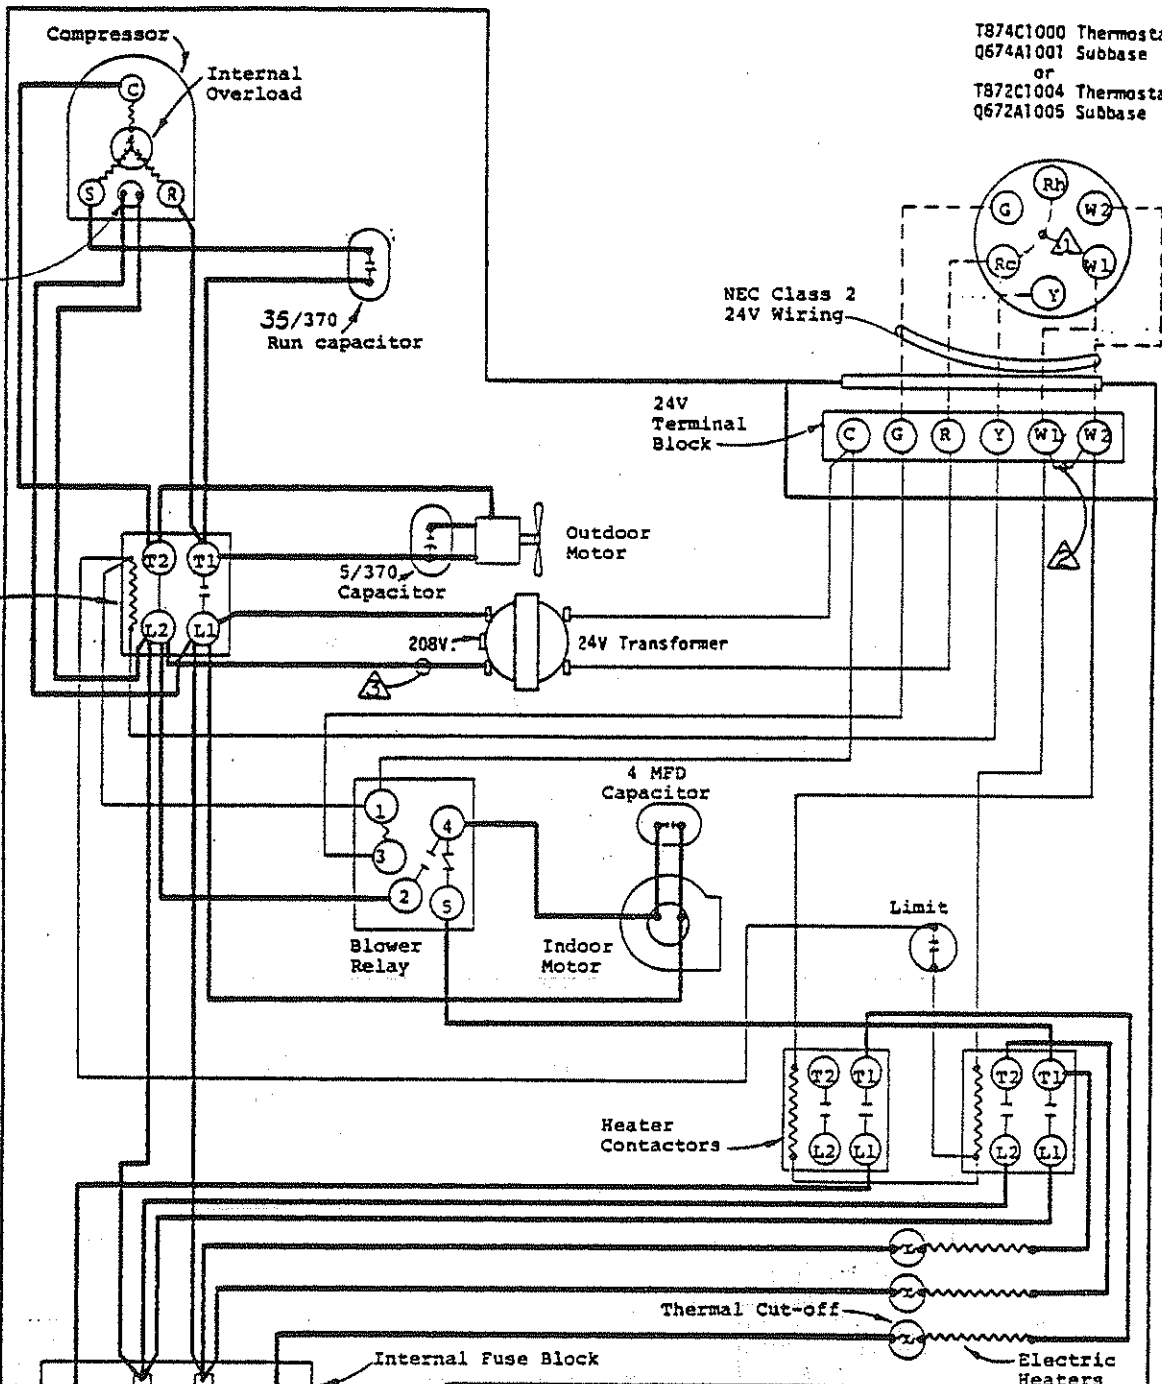 T874C1000 Thermosta
Q674A1001 Subbase
or
T872C1004 Thermosta
Q672A1005 Subbase
Compressor
Internal
Overload
C
S
R
35/370
Run capacitor
Rh
G
W2
1
Rc
W1
Y
NEC Class 2
24V Wiring
24V
Terminal
Block
C
G
R
Y
W1
W2
2
Outdoor
Motor
5/370
Capacitor
T2
T1
L2
L1
208V.
24V Transformer
3
4 MFD
Capacitor
1
4
3
2
5
Blower
Relay
Indoor
Motor
Limit
T2
T1
T2
T1
Heater
Contactors
L2
L1
L2
L1
Thermal Cut-off
Internal Fuse Block
Electric
Heaters